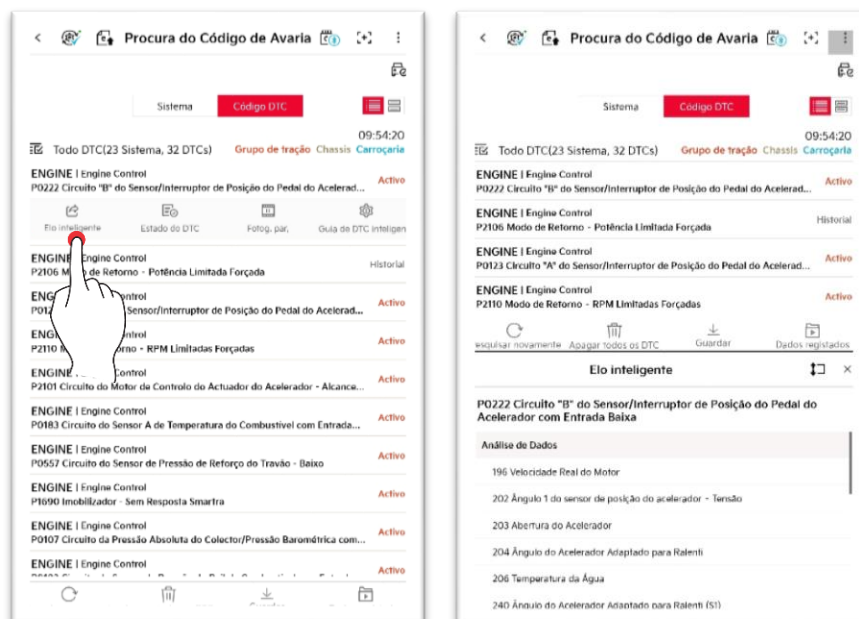 Procura do Código de Avaria
Sistema Código DTC
09:54:20
Todo DTC(23 Sistema, 32 DTCs) Grupo de tração Chassis Carroçaria
ENGINE | Engine Control
P0222 Circuito "B" do Sensor/Interruptor de Posição do Pedal do Acelerad... Activo
Elo inteligente Estado do DTC Fotog. par. Guia de DTC inteligen
ENGINE Engine Control
P2106 M do de Retorno - Potência Limitada Forçada Historial
ENG ontrol
P012 Sensor/Interruptor de Posição do Pedal do Acelerad... Activo
ENG ntrol
P2110 orno - RPM Limitadas Forçadas Activo
ENGINE Control
P2101 Circuito do Motor de Controlo do Actuador do Acelerador - Alcance... Activo
ENGINE | Engine Control
P0183 Circuito do Sensor A de Temperatura do Combustível com Entrada... Activo
ENGINE | Engine Control
P0557 Circuito do Sensor de Pressão de Reforço do Travão - Baixo Activo
ENGINE | Engine Control
P1690 Imobilizador - Sem Resposta Smartra Activo
ENGINE | Engine Control
P0107 Circuito da Pressão Absoluta do Colector/Pressão Barométrica com... Activo
ENGINE | Engine Control
Activo
Procura do Código de Avaria
Sistema Código DTC
09:54:20
Todo DTC(23 Sistema, 32 DTCs) Grupo de tração Chassis Carroçaria
ENGINE | Engine Control
P0222 Circuito "B" do Sensor/Interruptor de Posição do Pedal do Acelerad... Activo
ENGINE | Engine Control
P2106 Modo de Retorno - Potência Limitada Forçada Historial
ENGINE | Engine Control
P0123 Circuito "A" do Sensor/Interruptor de Posição do Pedal do Acelerad... Activo
ENGINE | Engine Control
P2110 Modo de Retorno - RPM Limitadas Forçadas Activo
esquisar novamente Apagar todos os DTC Guardar Dados registados
Elo inteligente
P0222 Circuito "B" do Sensor/Interruptor de Posição do Pedal do
Acelerador com Entrada Baixa
Análise de Dados
196 Velocidade Real do Motor
202 Ângulo 1 do sensor de posição do acelerador - Tensão
203 Abertura do Acelerador
204 Ângulo do Acelerador Adaptado para Ralenti
206 Temperatura da Água
240 Ângulo do Acelerador Adaptado para Ralenti (S1)